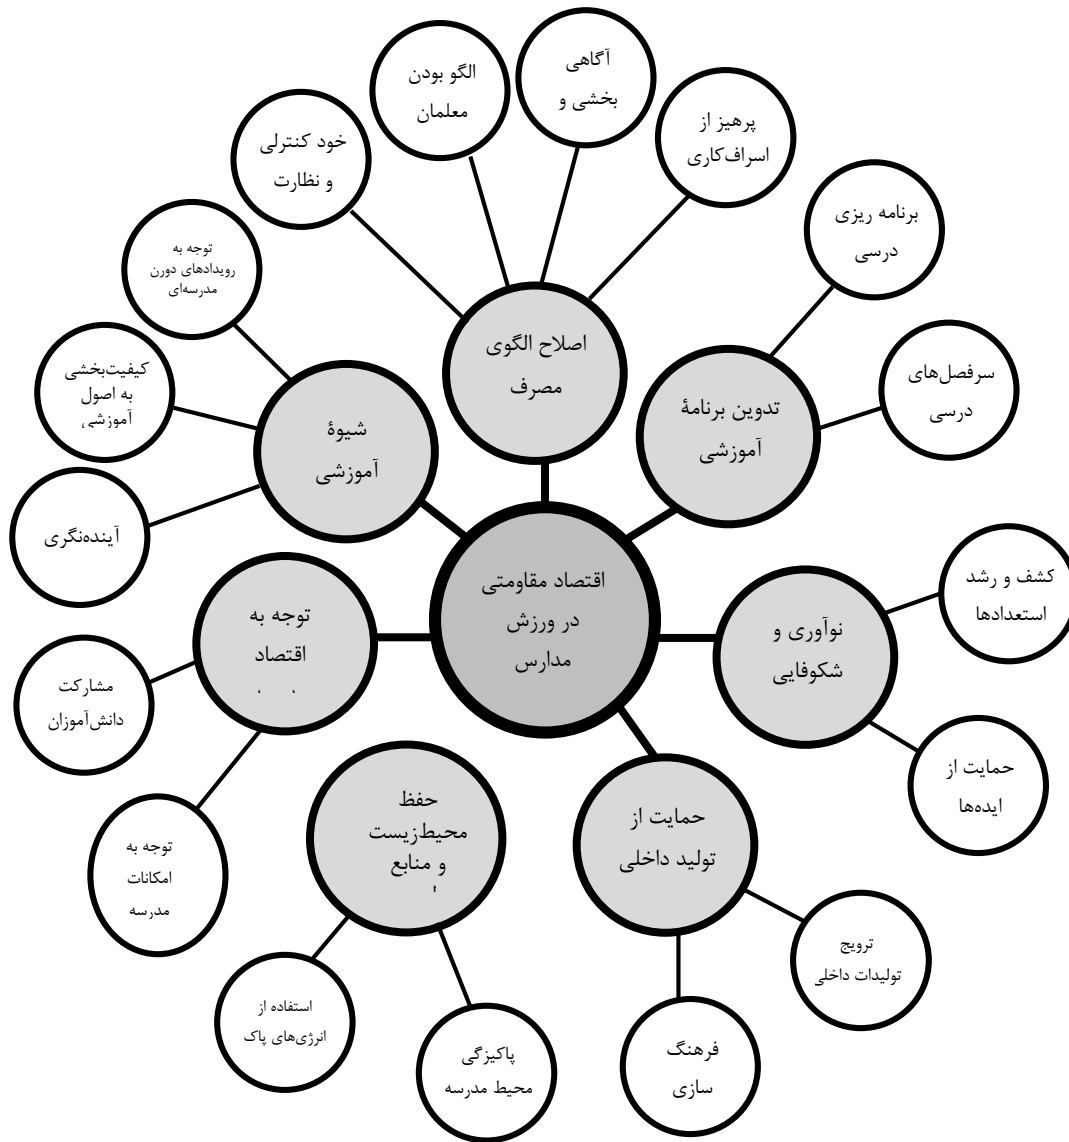 آگاهی
بخشی و
الگو بودن
معلمان
پرهیز از
اسراف‌کاری
خود کنترلی
و نظارت
برنامه ریزی
درسی
توجه به
رویدادهای دورن
مدرسه‌ای
سرفصل‌های
درسی
کیفیت‌بخشی
به اصول
آموزشی
اصلاح الگوی
مصرف
تدوین برنامهٔ
آموزشی
شیوهٔ
آموزشی
آینده‌نگری
کشف و رشد
استعدادها
اقتصاد مقاومتی
در ورزش
مدارس
نوآوری و
شکوفایی
توجه به
اقتصاد
مشارکت
دانش‌آموزان
حمایت از
ایده‌ها
حفظ
محیط‌زیست
و منابع
حمایت از
تولید داخلی
توجه به
امکانات
مدرسه
ترویج
تولیدات داخلی
استفاده از
انرژی‌های پاک
پاکیزگی
محیط مدرسه
فرهنگ
سازی